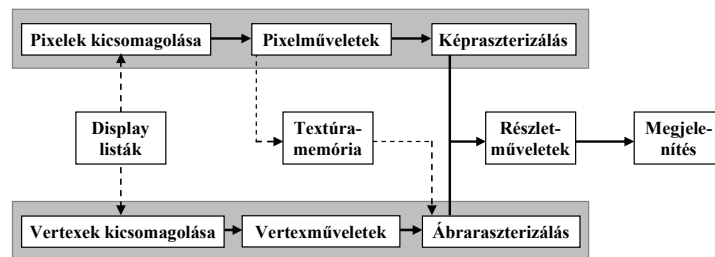 Pixelek kicsomagolása
Pixelműveletek
Képraszterizálás
Display
listák
Textúra-
memória
Részlet-
műveletek
Megjele-
nítés
Vertexek kicsomagolása
Vertexműveletek
Ábraraszterizálás